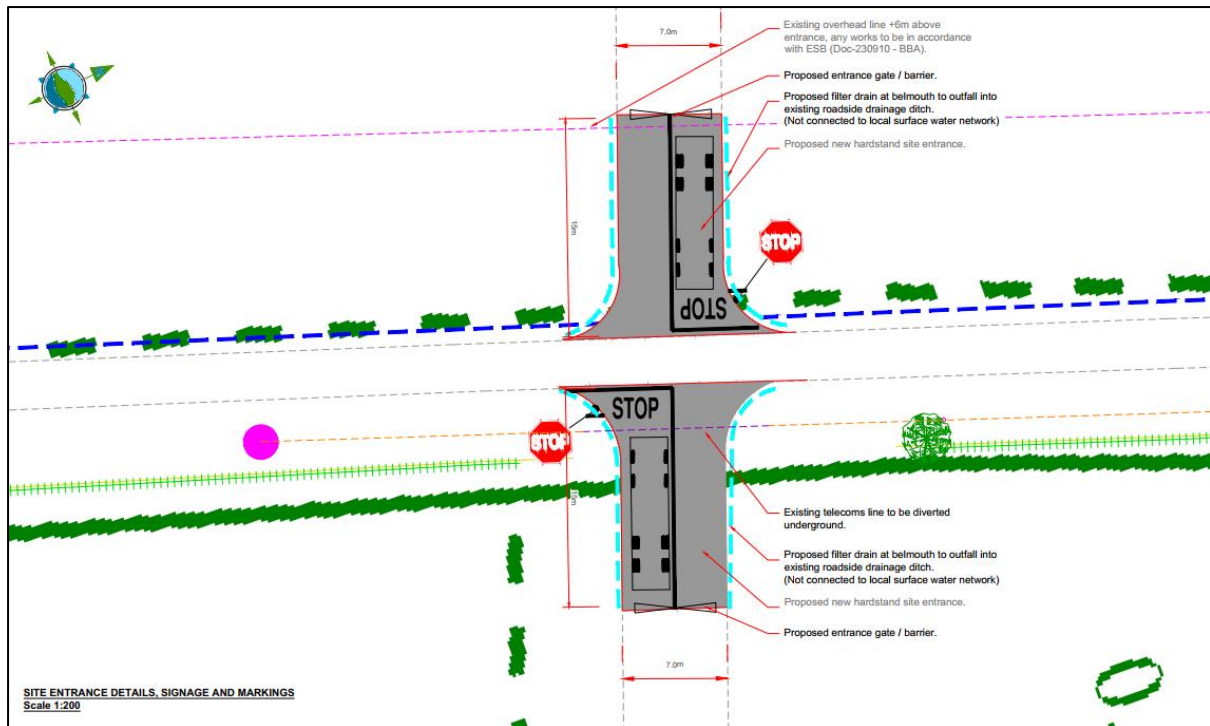 7.0m
Existing overhead line +6m above
entrance, any works to be in accordance
with ESB (Doc-230910 - BBA).
Proposed entrance gate / barrier.
Proposed filter drain at belmouth to outfall into
existing roadside drainage ditch.
(Not connected to local surface water network)
Proposed new hardstand site entrance.
15m
STOP
STOP
STOP
STOP
15m
Existing telecoms line to be diverted
underground.
Proposed filter drain at belmouth to outfall into
existing roadside drainage ditch.
(Not connected to local surface water network)
Proposed new hardstand site entrance.
Proposed entrance gate / barrier.
7.0m
SITE ENTRANCE DETAILS, SIGNAGE AND MARKINGS
Scale 1:200